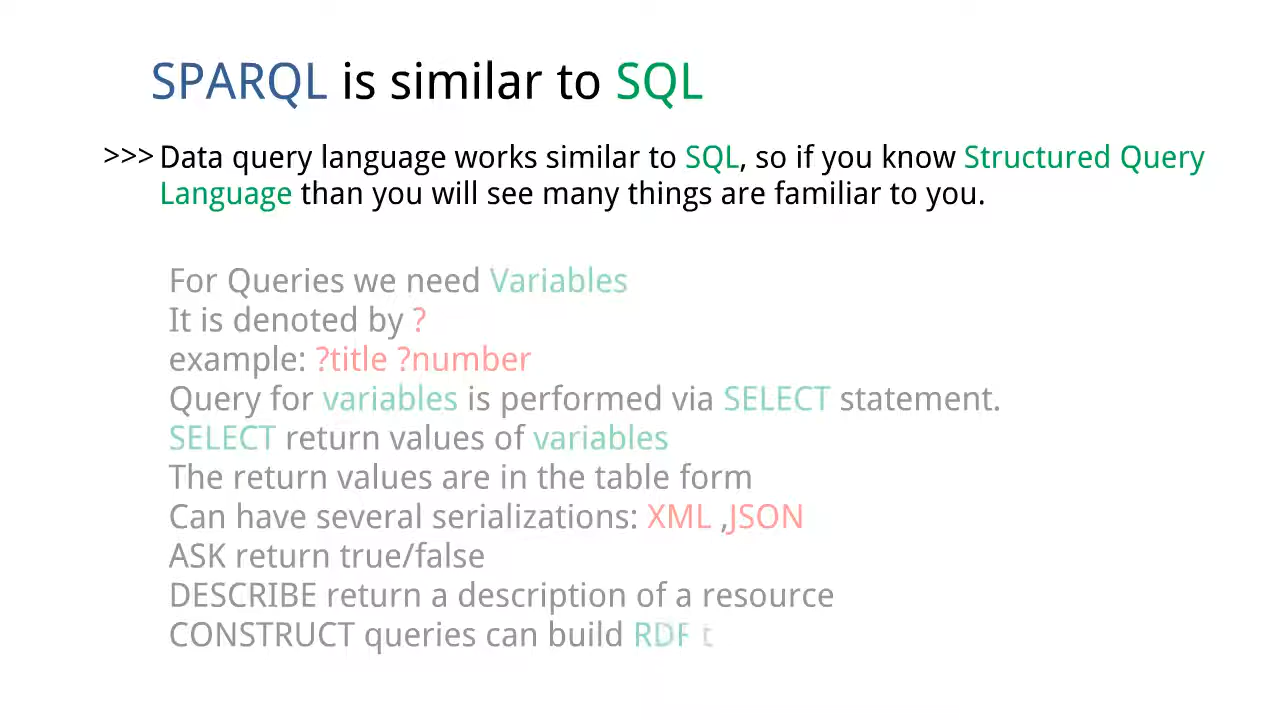 SPARQL is similar to SQL
>>> Data query language works similar to SQL, so if you know Structured Query
Language than you will see many things are familiar to you.
For Queries we need Variables
It is denoted by ?
example: ?title ?number
Query for variables is performed via SELECT statement.
SELECT return values of variables
The return values are in the table form
Can have several serializations: XML ,JSON
ASK return true/false
DESCRIBE return a description of a resource
CONSTRUCT queries can build RDF t